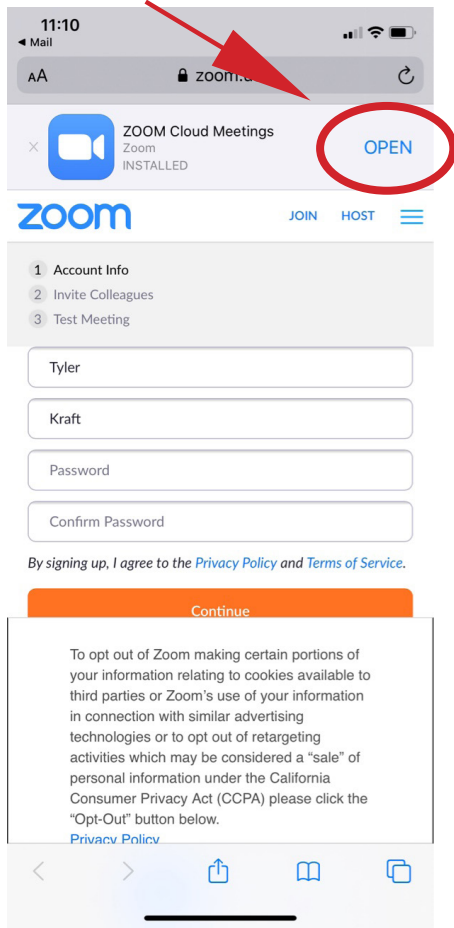 11:10
◄ Mail
AA zoom.u
ZOOM Cloud Meetings
Zoom
INSTALLED
OPEN
zoom JOIN HOST
1 Account Info
2 Invite Colleagues
3 Test Meeting
Tyler
Kraft
Password
Confirm Password
By signing up, I agree to the Privacy Policy and Terms of Service.
Continue
To opt out of Zoom making certain portions of
your information relating to cookies available to
third parties or Zoom’s use of your information
in connection with similar advertising
technologies or to opt out of retargeting
activities which may be considered a “sale” of
personal information under the California
Consumer Privacy Act (CCPA) please click the
“Opt-Out” button below.
Privacy Policy